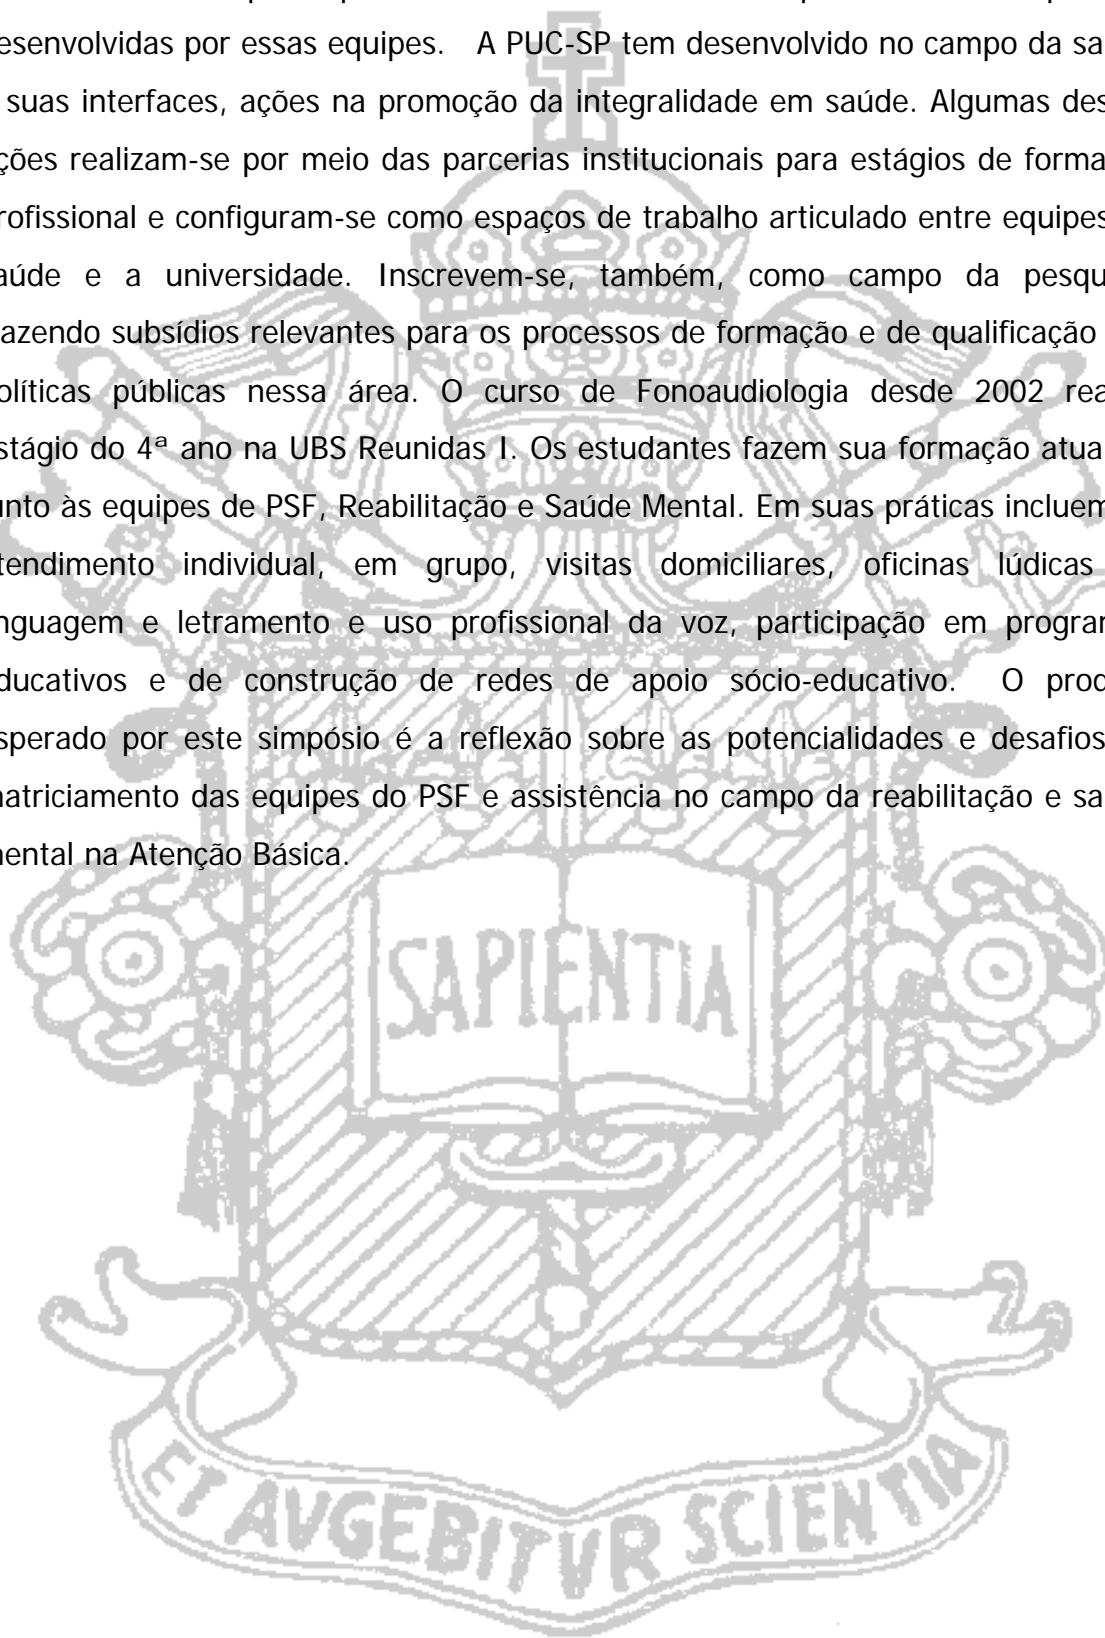 esenvolvidas por essas equipes. A PUC-SP tem desenvolvido no campo da sa
suas interfaces, ações na promoção da integralidade em saúde. Algumas des
ções realizam-se por meio das parcerias institucionais para estágios de forma
rofissional e configuram-se como espaços de trabalho articulado entre equipes
aúde e a universidade. Inscrevem-se, também, como campo da pesqu
azendo subsídios relevantes para os processos de formação e de qualificação
olíticas públicas nessa área. O curso de Fonoaudiologia desde 2002 rea
stágio do 4ª ano na UBS Reunidas I. Os estudantes fazem sua formação atua
unto às equipes de PSF, Reabilitação e Saúde Mental. Em suas práticas incluem
tendimento individual, em grupo, visitas domiciliares, oficinas lúdicas
nguagem e letramento e uso profissional da voz, participação em program
ducativos e de construção de redes de apoio sócio-educativo. O prod
sperado por este simpósio é a reflexão sobre as potencialidades e desafios
atriciamento das equipes do PSF e assistência no campo da reabilitação e sa
ental na Atenção Básica.
SAPIENTIA
ET AVGEBITVR SCIENTIA